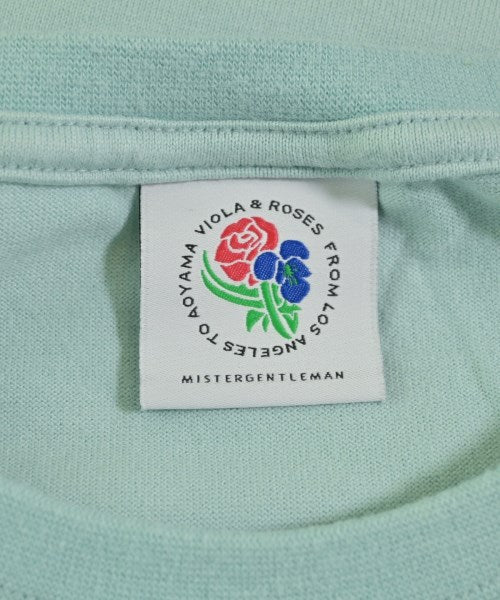 VIOLA & ROSES FROM LOS ANGELES TO AOYAMA
MISTERGENTLEMAN